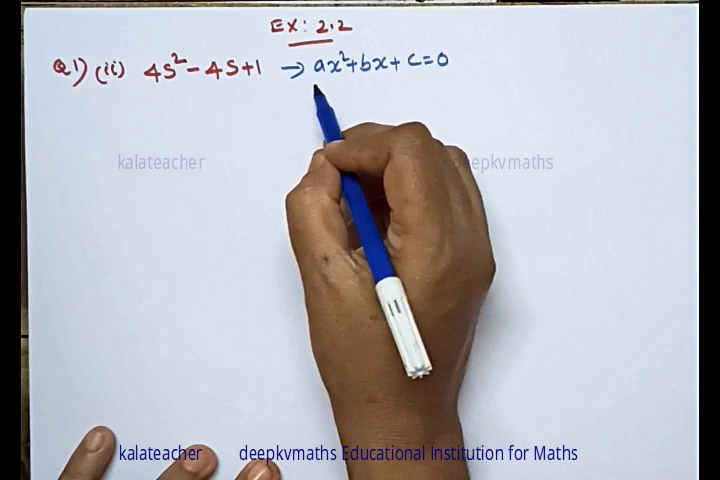 EX: 2.2
Q1) (ii) 4S² - 4S + 1 → ax² + bx + c = 0
kalateacher deepkvmaths
kalateacher deepkvmaths Educational Institution for Maths